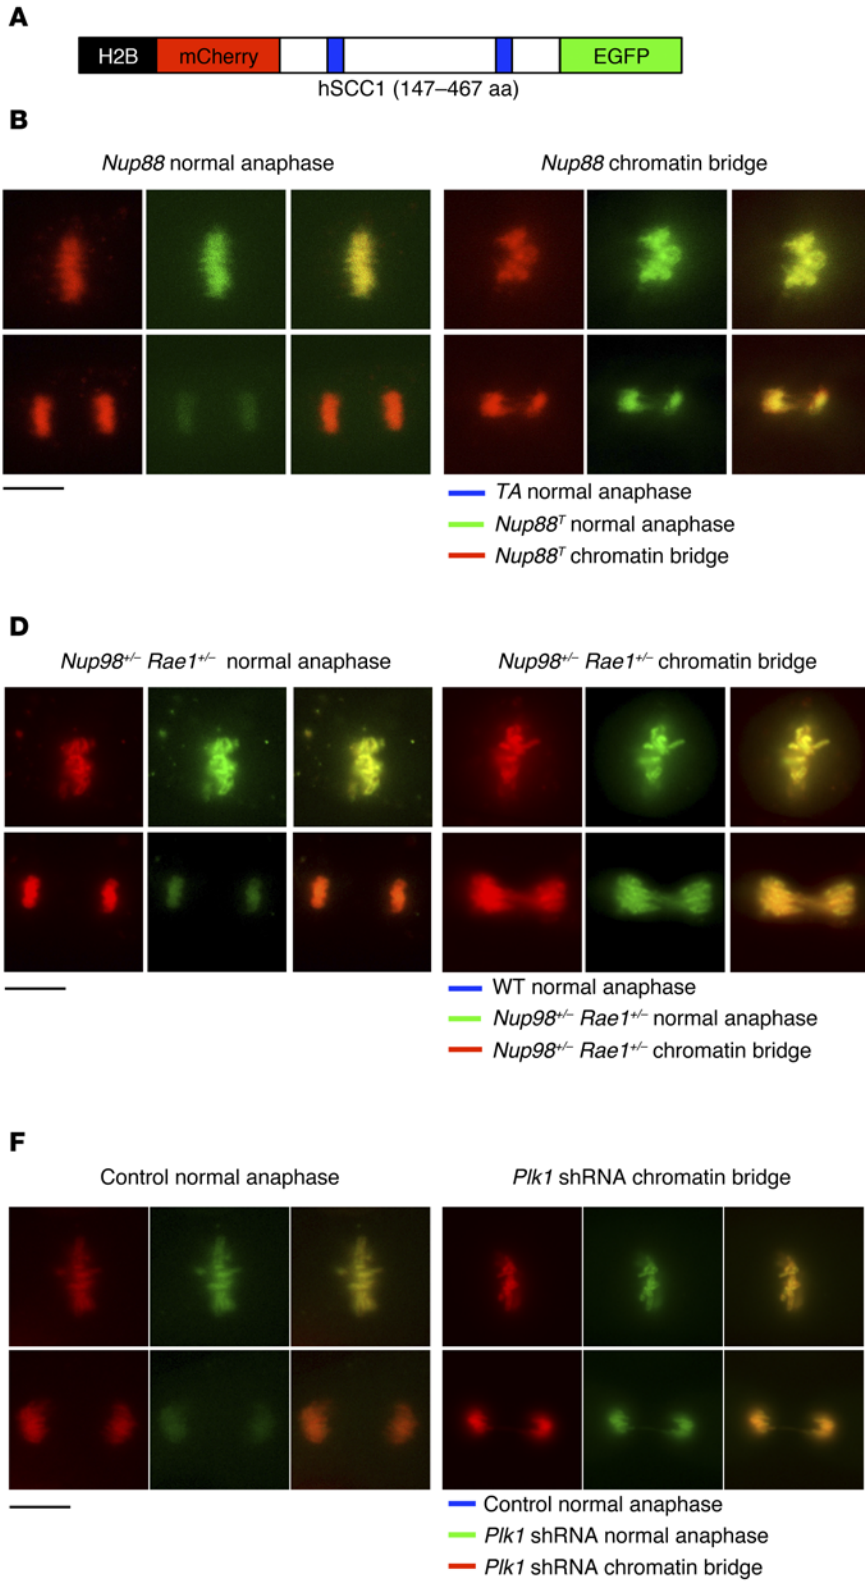 A
H2B mCherry EGFP
hSCC1 (147–467 aa)
B
Nup88 normal anaphase Nup88 chromatin bridge
TA normal anaphase
Nup88ᵀ normal anaphase
Nup88ᵀ chromatin bridge
D
Nup98⁺/⁻ Rae1⁺/⁻ normal anaphase Nup98⁺/⁻ Rae1⁺/⁻ chromatin bridge
WT normal anaphase
Nup98⁺/⁻ Rae1⁺/⁻ normal anaphase
Nup98⁺/⁻ Rae1⁺/⁻ chromatin bridge
F
Control normal anaphase Plk1 shRNA chromatin bridge
Control normal anaphase
Plk1 shRNA normal anaphase
Plk1 shRNA chromatin bridge